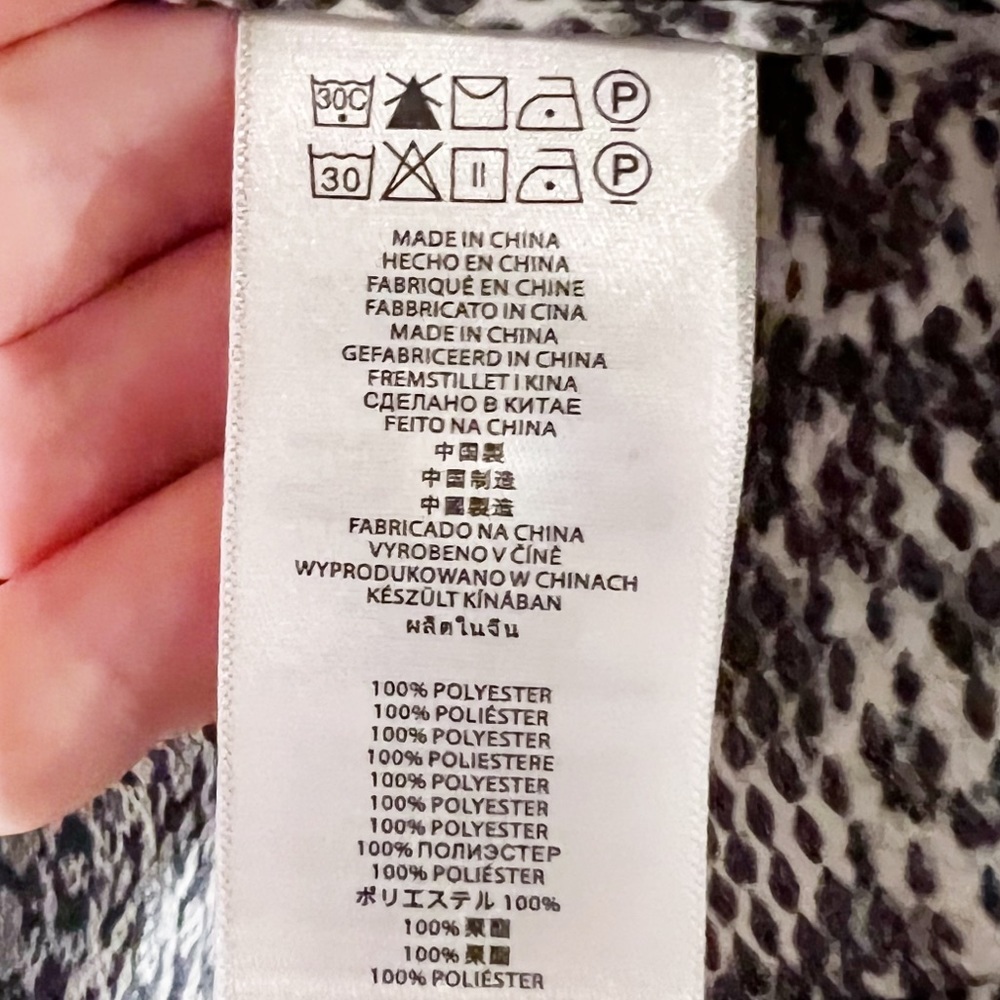 30C P
30 P
MADE IN CHINA
HECHO EN CHINA
FABRIQUÉ EN CHINE
FABBRICATO IN CINA
MADE IN CHINA
GEFABRICEERD IN CHINA
FREMSTILLET I KINA
СДЕЛАНО В КИТАЕ
FEITO NA CHINA
中国製
中国制造
中國製造
FABRICADO NA CHINA
VYROBENO V ČÍNĚ
WYPRODUKOWANO W CHINACH
KÉSZÜLT KÍNÁBAN
ผลิตในจีน
100% POLYESTER
100% POLIÉSTER
100% POLYESTER
100% POLIESTERE
100% POLYESTER
100% POLYESTER
100% POLYESTER
100% ПОЛИЭСТЕР
100% POLIÉSTER
ポリエステル 100%
100%
100%
100% POLIÉSTER